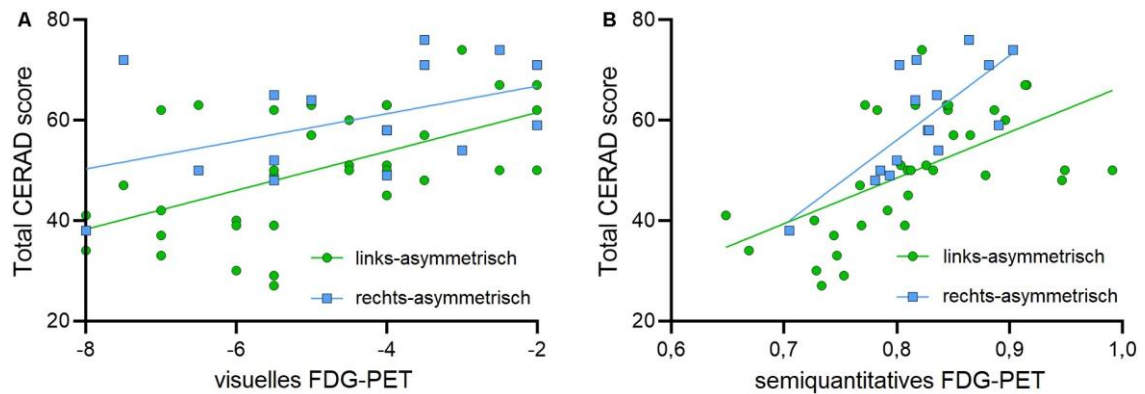 A
Total CERAD score
80
60
40
20
-8
-6
-4
-2
visuelles FDG-PET
links-asymmetrisch
rechts-asymmetrisch
B
Total CERAD score
80
60
40
20
0,6
0,7
0,8
0,9
1,0
semiquantitatives FDG-PET
links-asymmetrisch
rechts-asymmetrisch